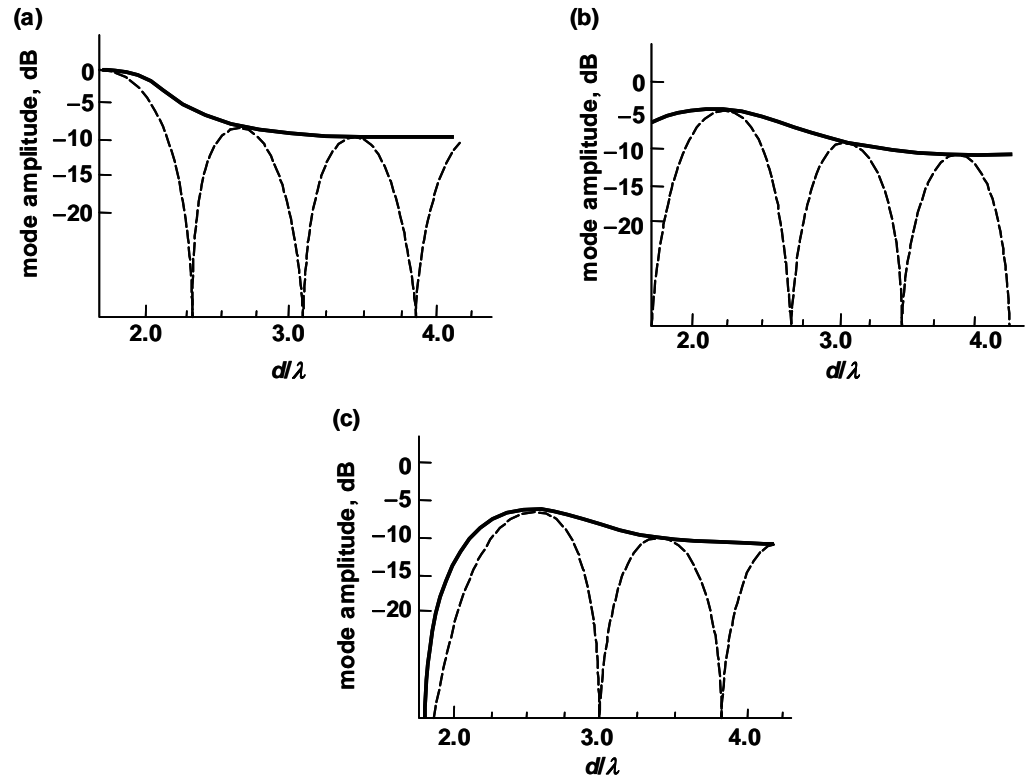 (a)
mode amplitude, dB
0
–5
–10
–15
–20
2.0 3.0 4.0
d/λ
(b)
mode amplitude, dB
0
–5
–10
–15
–20
2.0 3.0 4.0
d/λ
(c)
mode amplitude, dB
0
–5
–10
–15
–20
2.0 3.0 4.0
d/λ